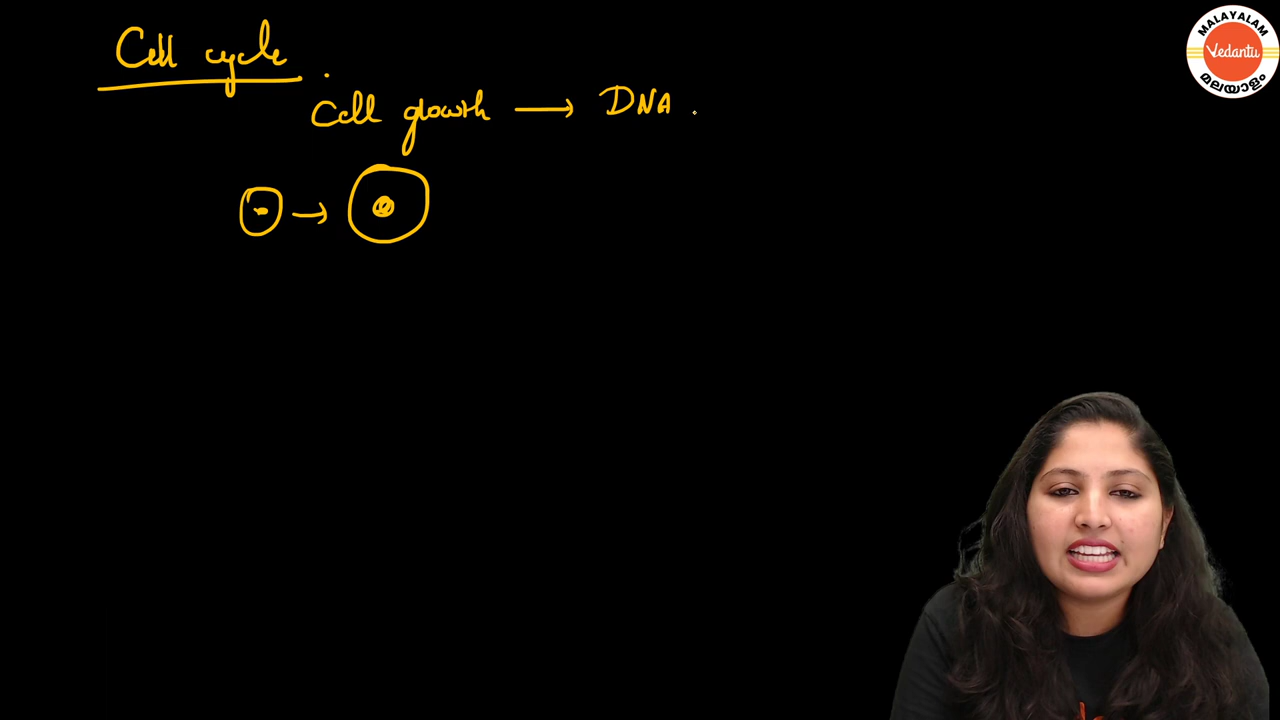 Cell cycle
Cell growth → DNA
MALAYALAM
Vedantu
മലയാളം